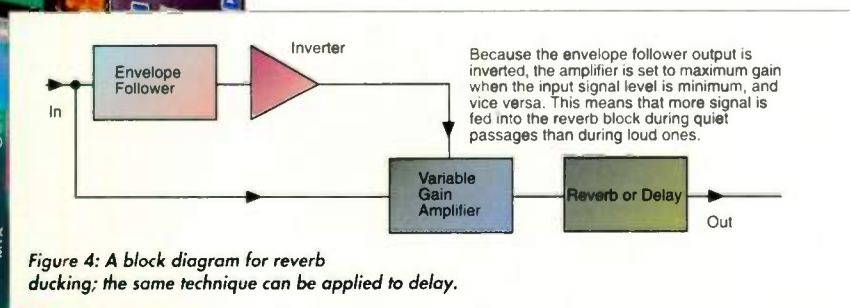 Inverter
Because the envelope follower output is
inverted, the amplifier is set to maximum gain
when the input signal level is minimum, and
vice versa. This means that more signal is
fed into the reverb block during quiet
passages than during loud ones.
Envelope
Follower
In
Variable
Gain
Amplifier
Reverb or Delay
Out
Figure 4: A block diagram for reverb
ducking; the same technique can be applied to delay.